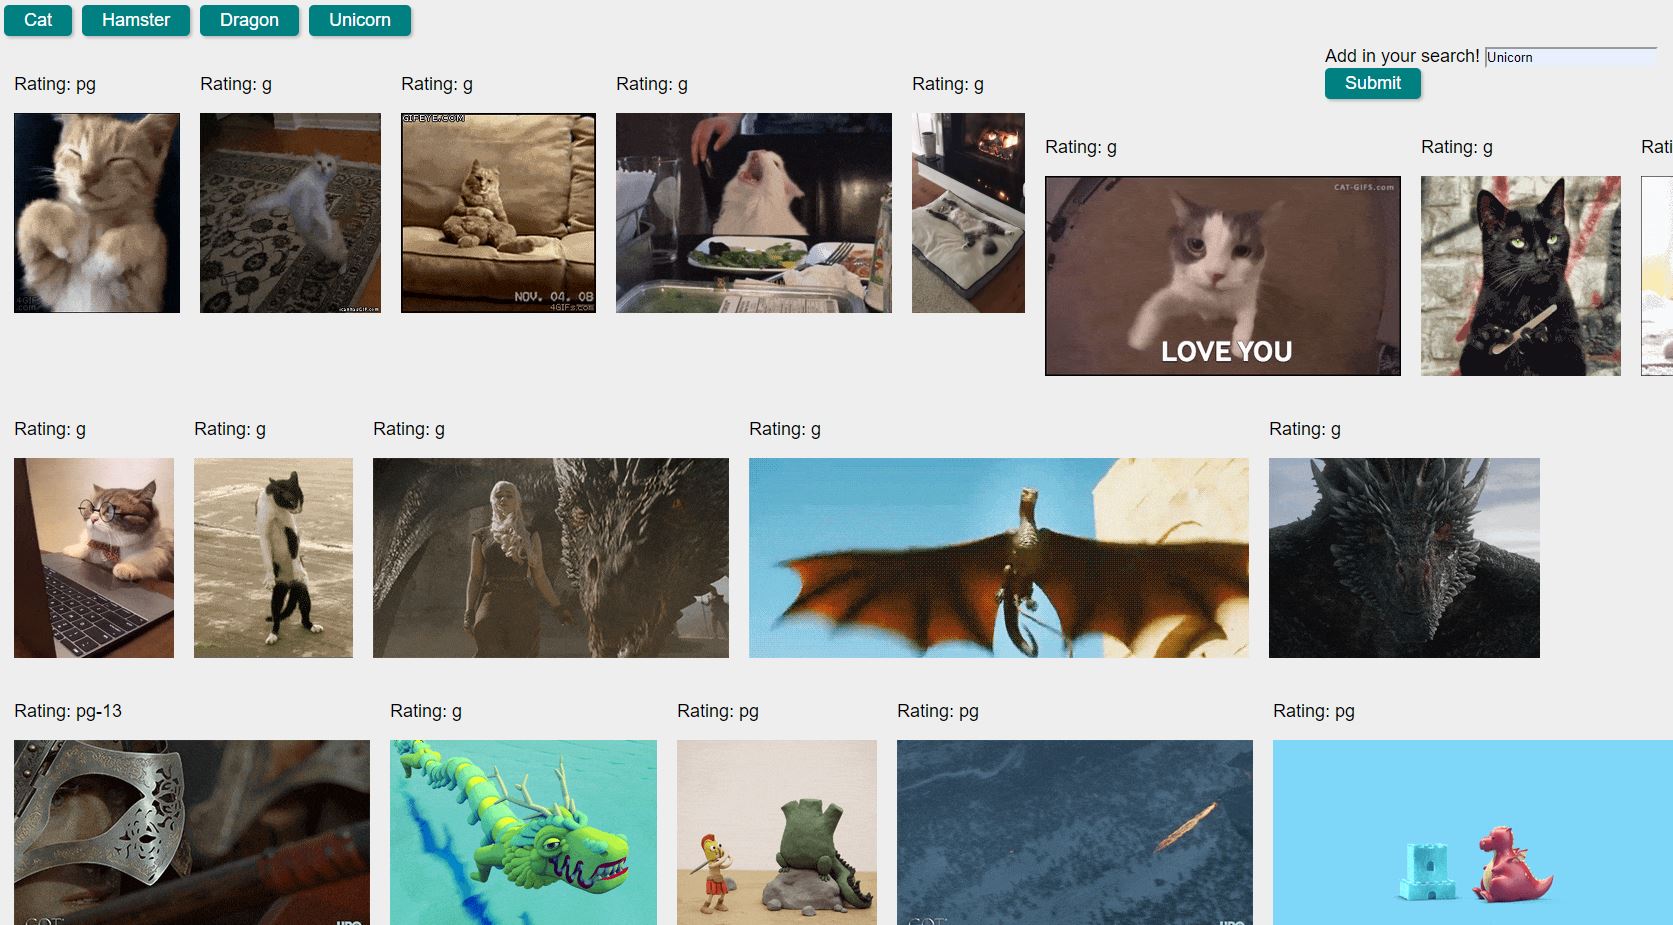 Cat Hamster Dragon Unicorn
Add in your search! Unicorn
Submit
Rating: pg Rating: g Rating: g Rating: g Rating: g
GIFEYE.COM
NOV. 04. 08
4GIFs.com
Rating: g Rating: g Rati
CAT-GIFS.com
LOVE YOU
Rating: g Rating: g Rating: g Rating: g Rating: g
Rating: pg-13 Rating: g Rating: pg Rating: pg Rating: pg